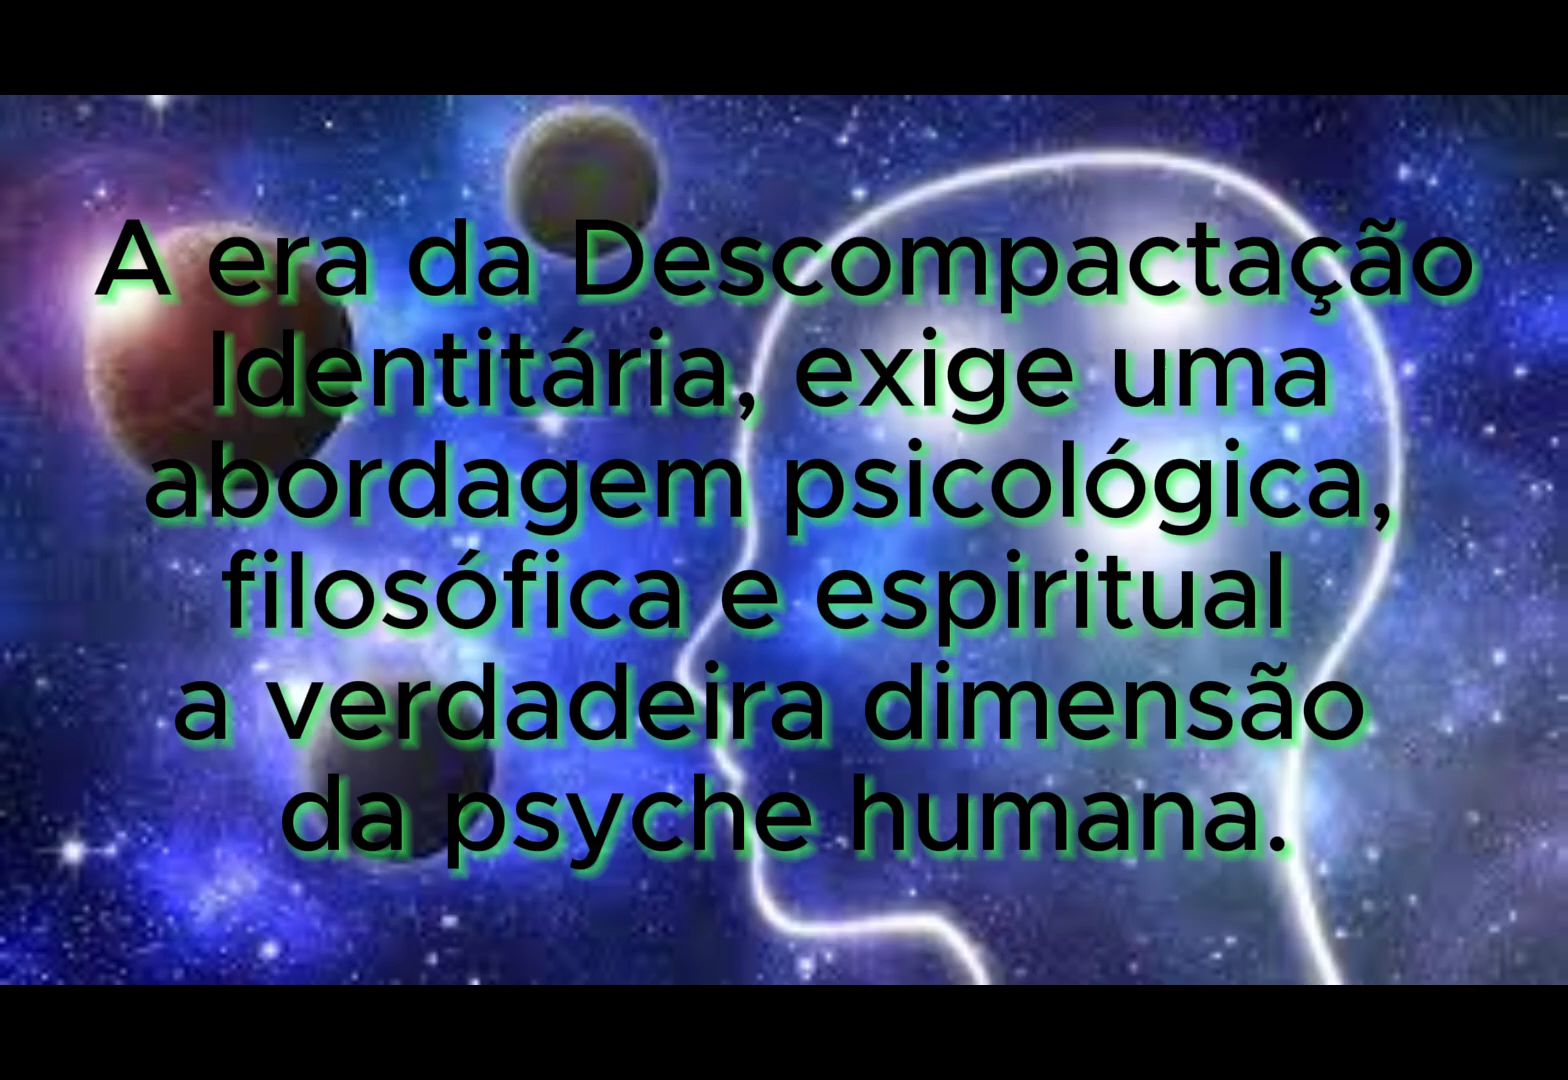 A era da Descompactação
Identitária, exige uma
abordagem psicológica,
filosófica e espiritual
a verdadeira dimensão
da psyche humana.